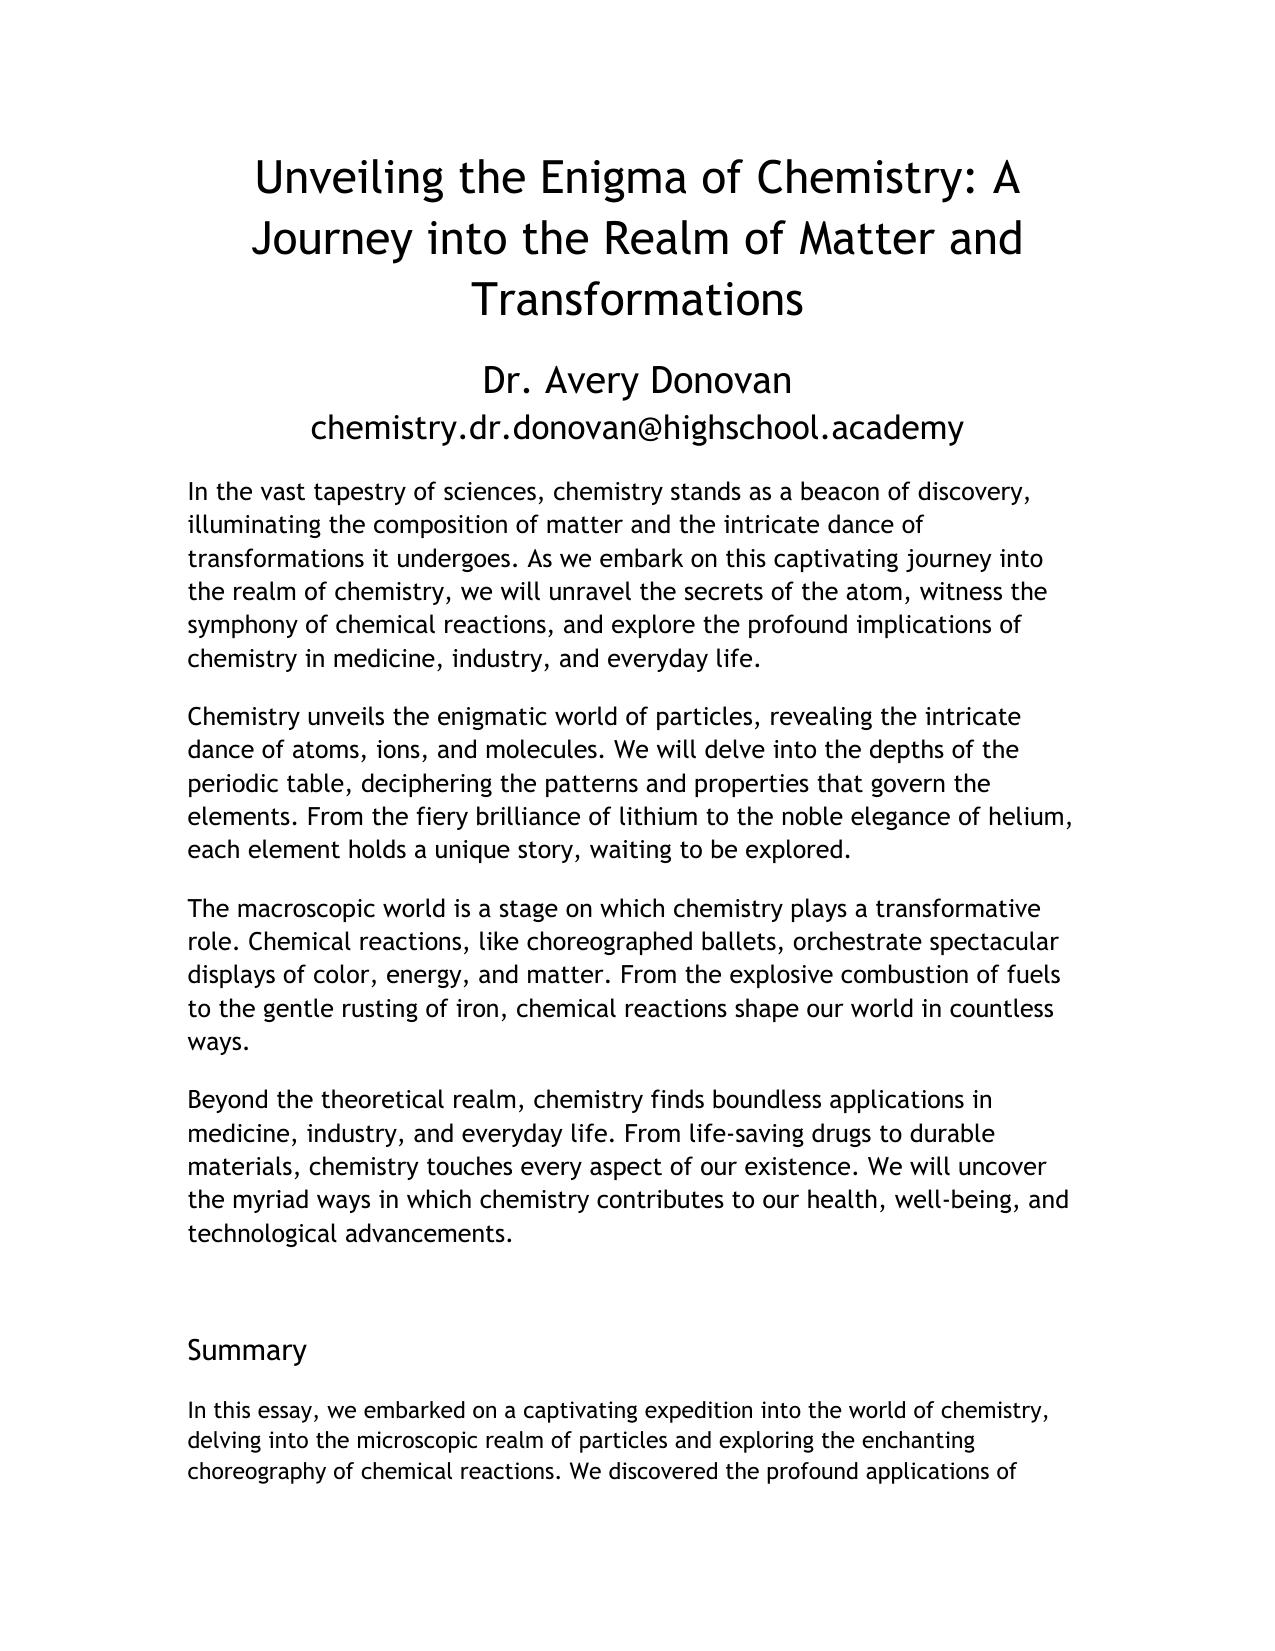 Unveiling the Enigma of Chemistry: A
Journey into the Realm of Matter and
Transformations
Dr. Avery Donovan
chemistry.dr.donovan@highschool.academy
In the vast tapestry of sciences, chemistry stands as a beacon of discovery,
illuminating the composition of matter and the intricate dance of
transformations it undergoes. As we embark on this captivating journey into
the realm of chemistry, we will unravel the secrets of the atom, witness the
symphony of chemical reactions, and explore the profound implications of
chemistry in medicine, industry, and everyday life.
Chemistry unveils the enigmatic world of particles, revealing the intricate
dance of atoms, ions, and molecules. We will delve into the depths of the
periodic table, deciphering the patterns and properties that govern the
elements. From the fiery brilliance of lithium to the noble elegance of helium,
each element holds a unique story, waiting to be explored.
The macroscopic world is a stage on which chemistry plays a transformative
role. Chemical reactions, like choreographed ballets, orchestrate spectacular
displays of color, energy, and matter. From the explosive combustion of fuels
to the gentle rusting of iron, chemical reactions shape our world in countless
ways.
Beyond the theoretical realm, chemistry finds boundless applications in
medicine, industry, and everyday life. From life-saving drugs to durable
materials, chemistry touches every aspect of our existence. We will uncover
the myriad ways in which chemistry contributes to our health, well-being, and
technological advancements.
Summary
In this essay, we embarked on a captivating expedition into the world of chemistry,
delving into the microscopic realm of particles and exploring the enchanting
choreography of chemical reactions. We discovered the profound applications of